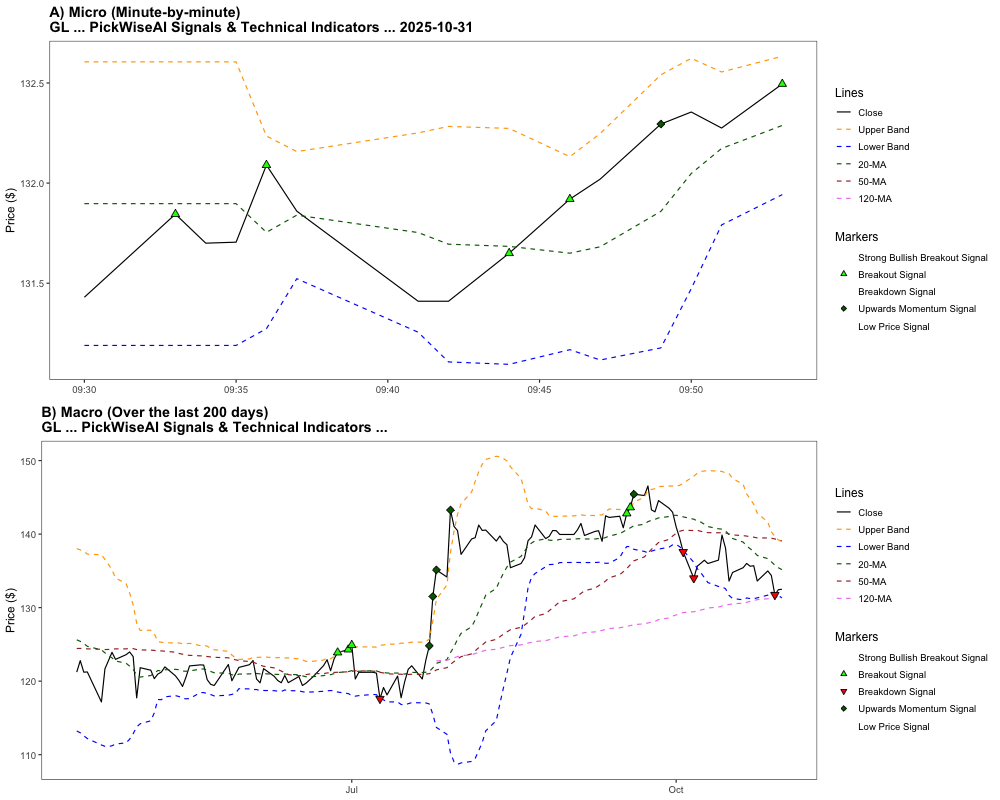 A) Micro (Minute-by-minute)
GL ... PickWiseAI Signals & Technical Indicators ... 2025-10-31
132.5
132.0
131.5
Price ($)
09:30
09:35
09:40
09:45
09:50
Lines
Close
Upper Band
Lower Band
20-MA
50-MA
120-MA
Markers
Strong Bullish Breakout Signal
Breakout Signal
Breakdown Signal
Upwards Momentum Signal
Low Price Signal
B) Macro (Over the last 200 days)
GL ... PickWiseAI Signals & Technical Indicators ...
150
140
130
120
110
Price ($)
Jul
Oct
Lines
Close
Upper Band
Lower Band
20-MA
50-MA
120-MA
Markers
Strong Bullish Breakout Signal
Breakout Signal
Breakdown Signal
Upwards Momentum Signal
Low Price Signal